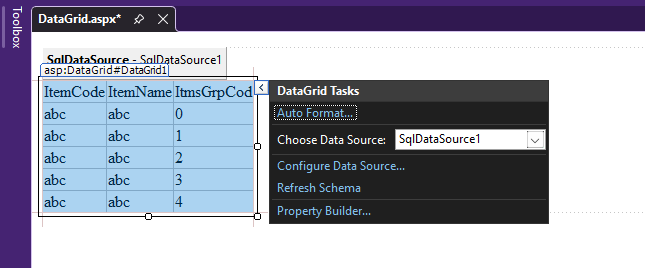 Toolbox
DataGrid.aspx*
SqlDataSource - SqlDataSource1
asp:DataGrid#DataGrid1
ItemCode ItemName ItmsGrpCod
abc abc 0
abc abc 1
abc abc 2
abc abc 3
abc abc 4
DataGrid Tasks
Auto Format...
Choose Data Source: SqlDataSource1
Configure Data Source...
Refresh Schema
Property Builder...